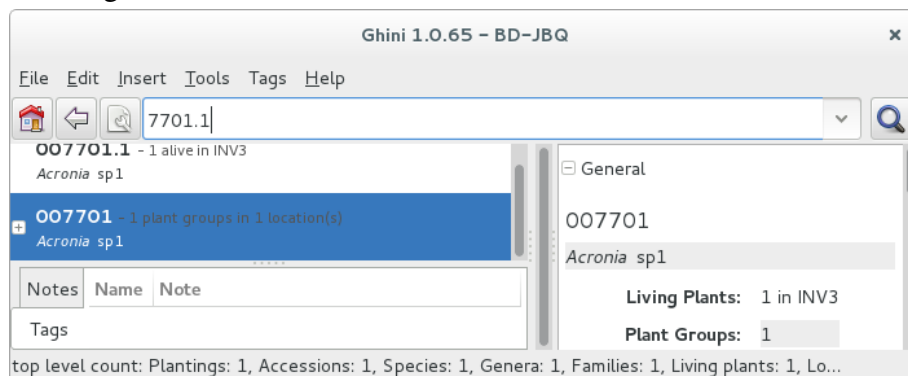 Ghini 1.0.65 – BD-JBQ
File Edit Insert Tools Tags Help
7701.1
007701.1 - 1 alive in INV3
Acronia sp1
007701 - 1 plant groups in 1 location(s)
Acronia sp1
Notes Name Note
Tags
General
007701
Acronia sp1
Living Plants: 1 in INV3
Plant Groups: 1
top level count: Plantings: 1, Accessions: 1, Species: 1, Genera: 1, Families: 1, Living plants: 1, Lo...